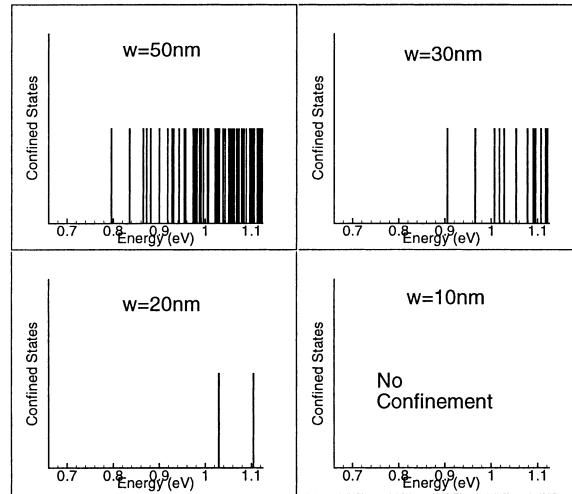 w=50nm
Confined States
0.7 0.8 0.9 1 1.1
Energy (eV)
w=30nm
Confined States
0.7 0.8 0.9 1 1.1
Energy (eV)
w=20nm
Confined States
0.7 0.8 0.9 1 1.1
Energy (eV)
w=10nm
Confined States
No
Confinement
0.7 0.8 0.9 1 1.1
Energy (eV)